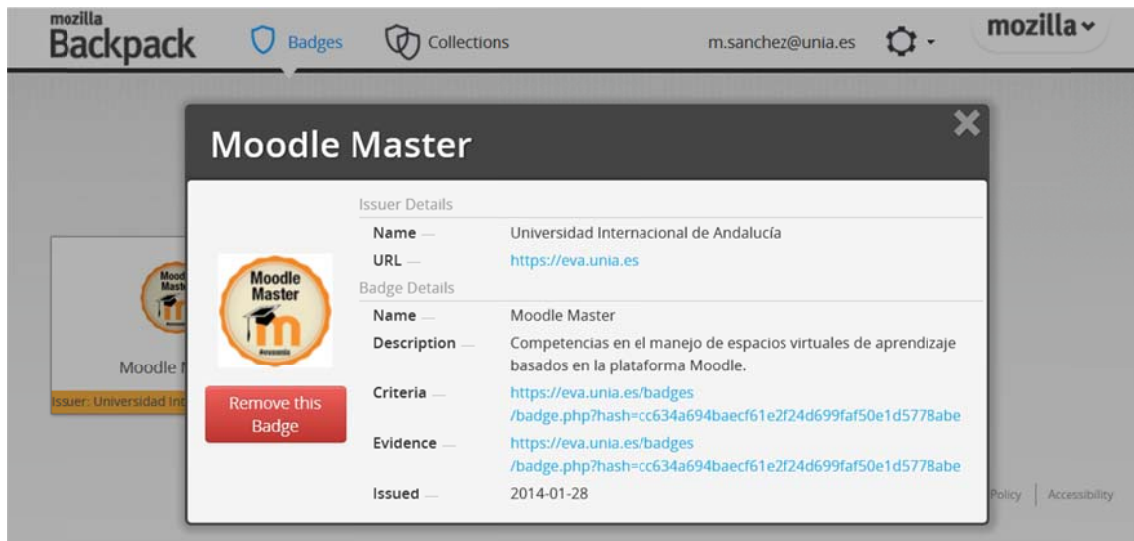 mozilla
Backpack
Badges
Collections
m.sanchez@unia.es
mozilla
Moodle Master
Issuer Details
Name — Universidad Internacional de Andalucía
URL — https://eva.unia.es
Badge Details
Name — Moodle Master
Description — Competencias en el manejo de espacios virtuales de aprendizaje
basados en la plataforma Moodle.
Criteria — https://eva.unia.es/badges
/badge.php?hash=cc634a694baecf61e2f24d699faf50e1d5778abe
Evidence — https://eva.unia.es/badges
/badge.php?hash=cc634a694baecf61e2f24d699faf50e1d5778abe
Issued — 2014-01-28
Moodle
Master
m
Remove this
Badge
Mood
Mast
Moodle M
Issuer: Universidad Int
Policy
Accessibility